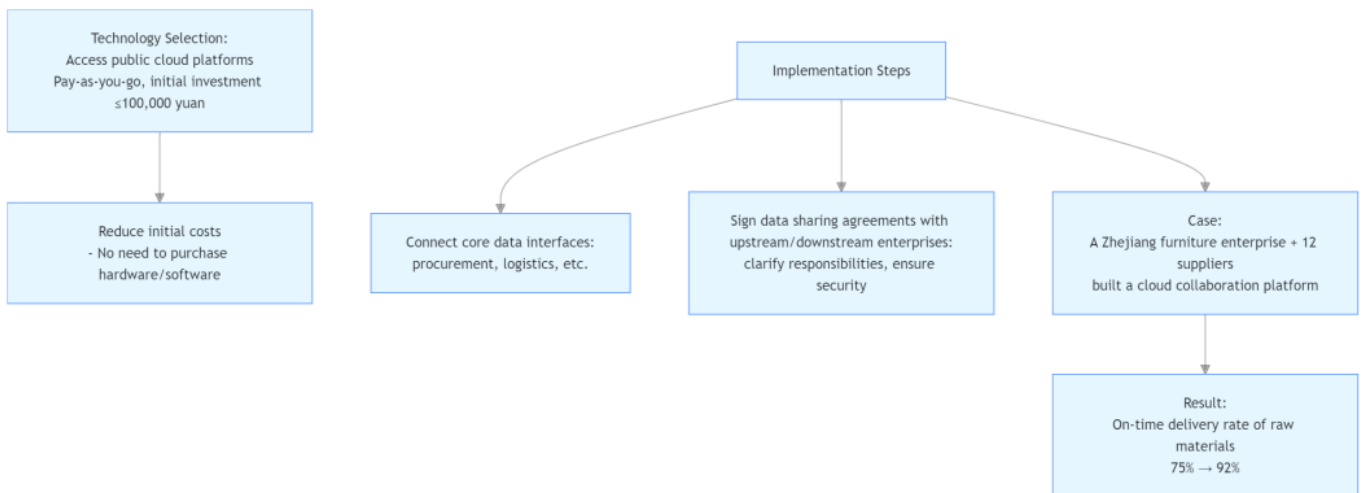 Technology Selection:
Access public cloud platforms
Pay-as-you-go, initial investment
≤100,000 yuan
Reduce initial costs
- No need to purchase
hardware/software
Implementation Steps
Connect core data interfaces:
procurement, logistics, etc.
Sign data sharing agreements with
upstream/downstream enterprises:
clarify responsibilities, ensure
security
Case:
A Zhejiang furniture enterprise + 12
suppliers
built a cloud collaboration platform
Result:
On-time delivery rate of raw
materials
75% → 92%